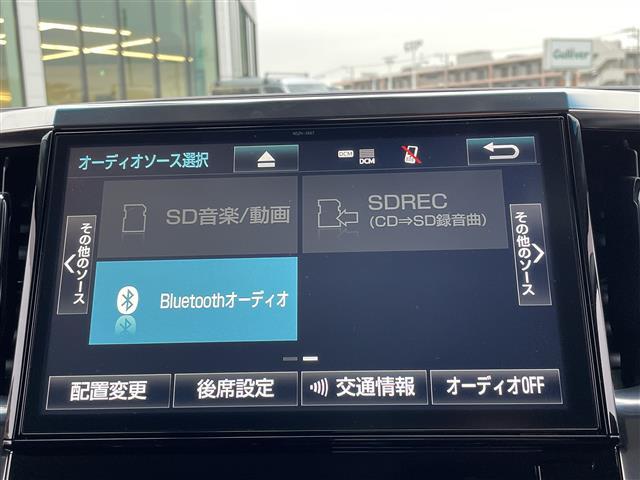 Gulliver
オーディオソース選択
DCM
DCM
SD音楽/動画
SDREC
(CD⇒SD録音曲)
その他のソース
その他のソース
Bluetoothオーディオ
配置変更
後席設定
交通情報
オーディオOFF